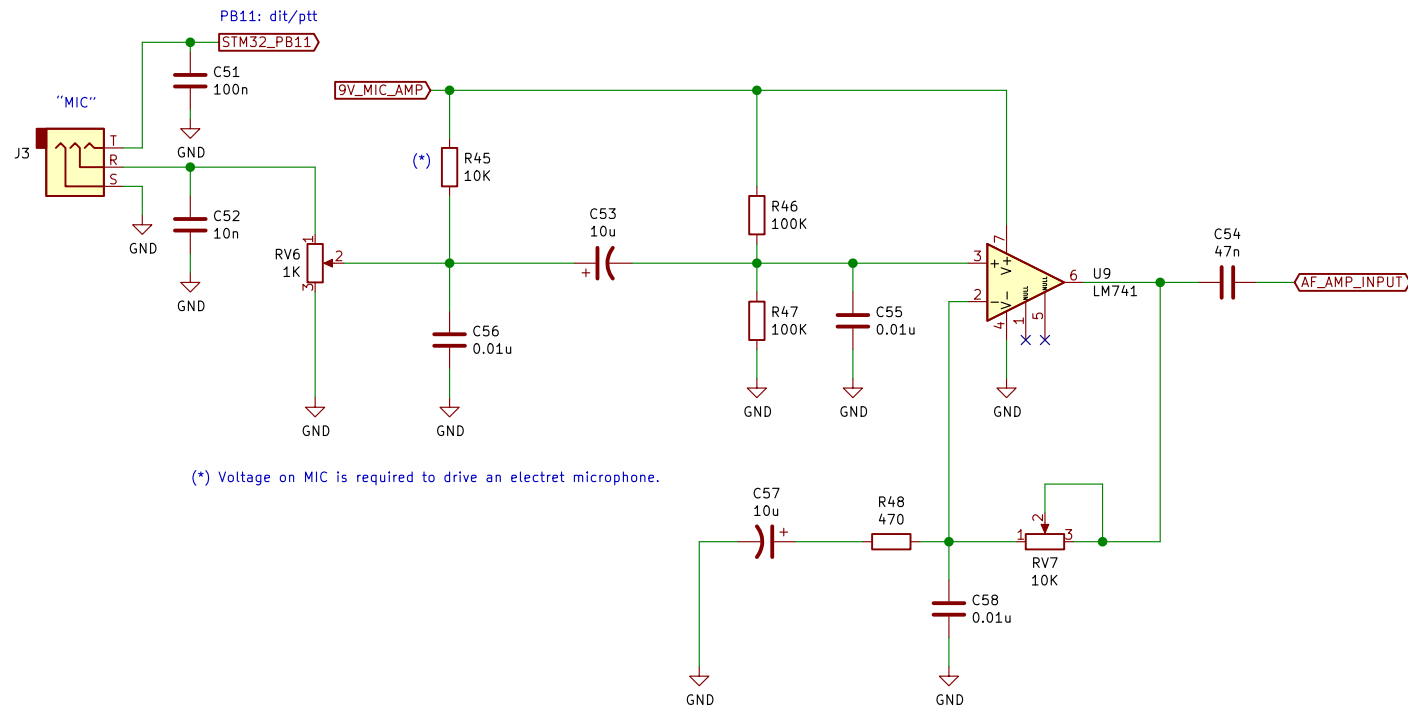 PB11: dit/ptt
STM32_PB11
C51
100n
GND
"MIC"
J3
T
R
S
GND
C52
10n
GND
9V_MIC_AMP
(*)
R45
10K
RV6
1K
1
2
3
GND
C53
10u
+
C56
0.01u
GND
R46
100K
R47
100K
GND
C55
0.01u
GND
3
2
7
4
1
5
6
+
-
V+
V-
NULL
NULL
U9
LM741
GND
C54
47n
AF_AMP_INPUT
(*) Voltage on MIC is required to drive an electret microphone.
C57
10u
+
GND
R48
470
1
2
3
RV7
10K
C58
0.01u
GND